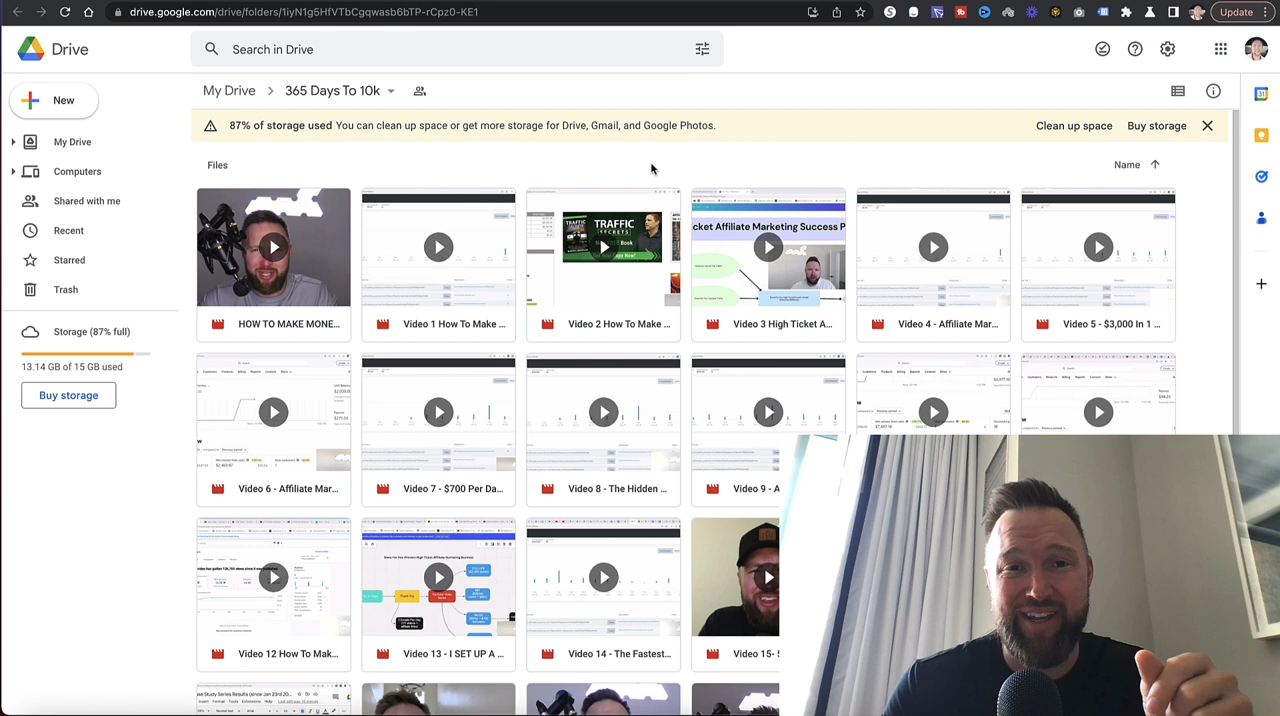 drive.google.com/drive/folders/1iyN1g5HfVTbCgqwasb6bTP-rCpz0-KE1
Update
Drive
Search in Drive
New
My Drive
Computers
Shared with me
Recent
Starred
Trash
Storage (87% full)
13.14 GB of 15 GB used
Buy storage
My Drive > 365 Days To 10k
87% of storage used You can clean up space or get more storage for Drive, Gmail, and Google Photos.
Clean up space
Buy storage
Files
Name
TRAFFIC
SECRETS
cket Affiliate Marketing Success P
HOW TO MAKE MONE...
Video 1 How To Make ...
Video 2 How To Make ...
Video 3 High Ticket A...
Video 4 - Affiliate Mar...
Video 5 - $3,000 In 1 ...
Video 6 - Affiliate Mar...
Video 7 - $700 Per Da...
Video 8 - The Hidden ...
Video 9 - A
Video 12 How To Mak...
Video 13 - I SET UP A ...
Video 14 - The Fastest...
Video 15-